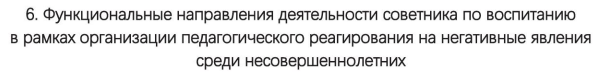 6. Функциональные направления деятельности советника по воспитанию
в рамках организации педагогического реагирования на негативные явления
среди несовершеннолетних